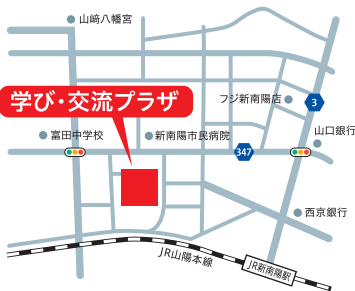 山﨑八幡宮
学び・交流プラザ
フジ新南陽店
3
富田中学校
新南陽市民病院
山口銀行
347
西京銀行
JR山陽本線
JR新南陽駅